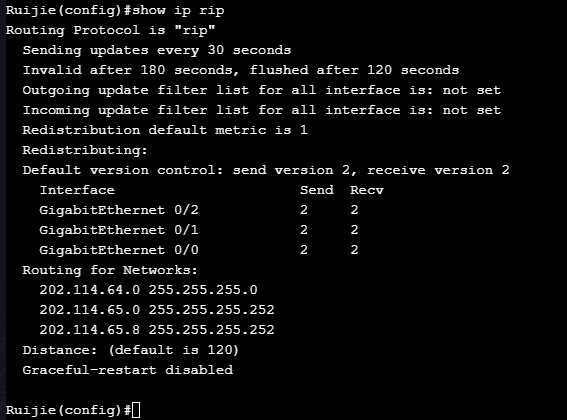 Ruijie(config)#show ip rip
Routing Protocol is "rip"
  Sending updates every 30 seconds
  Invalid after 180 seconds, flushed after 120 seconds
  Outgoing update filter list for all interface is: not set
  Incoming update filter list for all interface is: not set
  Redistribution default metric is 1
  Redistributing:
  Default version control: send version 2, receive version 2
    Interface                      Send  Recv
    GigabitEthernet 0/2            2     2
    GigabitEthernet 0/1            2     2
    GigabitEthernet 0/0            2     2
  Routing for Networks:
    202.114.64.0 255.255.255.0
    202.114.65.0 255.255.255.252
    202.114.65.8 255.255.255.252
  Distance: (default is 120)
  Graceful-restart disabled
Ruijie(config)#